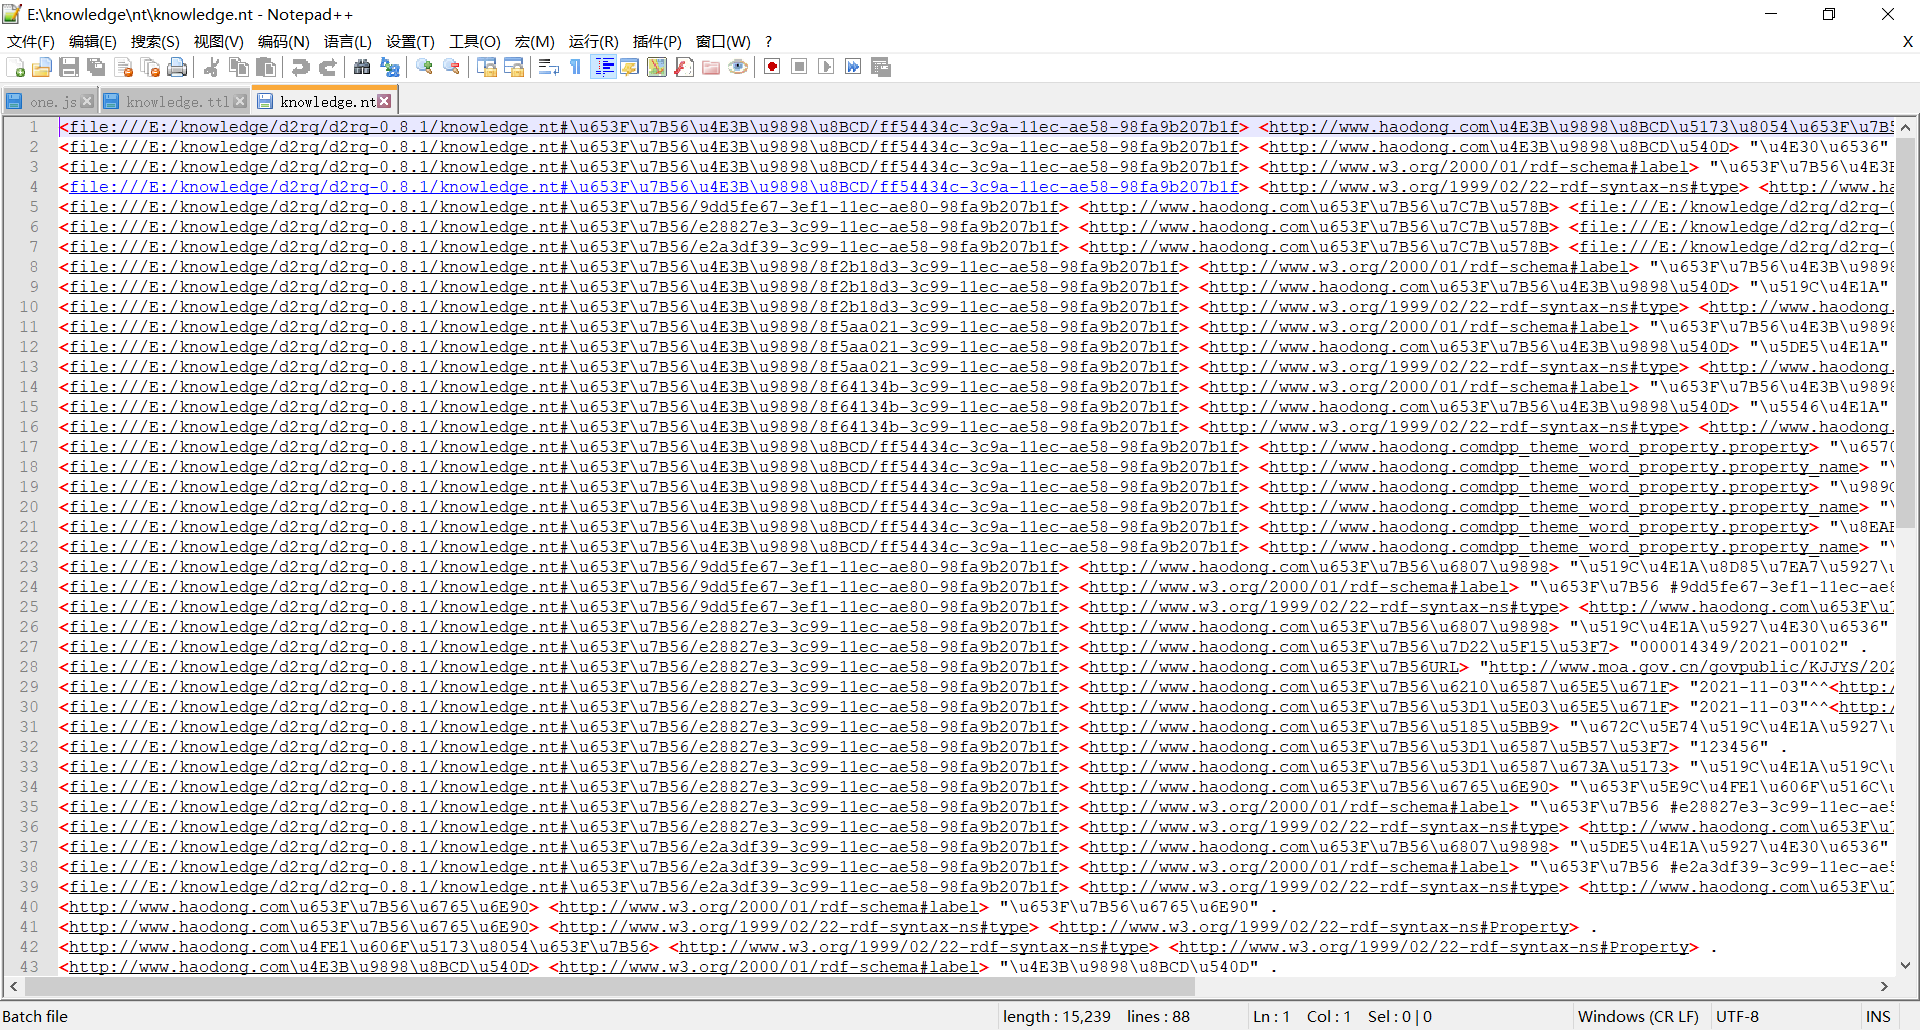 E:\knowledge\nt\knowledge.nt - Notepad++
文件(F) 编辑(E) 搜索(S) 视图(V) 编码(N) 语言(L) 设置(T) 工具(O) 宏(M) 运行(R) 插件(P) 窗口(W) ? X
one.js knowledge.ttl knowledge.nt
1 <file:///E:/knowledge/d2rq/d2rq-0.8.1/knowledge.nt#\u653F\u7B56\u4E3B\u9898\u8BCD/ff54434c-3c9a-11ec-ae58-98fa9b207b1f> <http://www.haodong.com\u4E3B\u9898\u8BCD\u5173\u8054\u653F\u7B5
2 <file:///E:/knowledge/d2rq/d2rq-0.8.1/knowledge.nt#\u653F\u7B56\u4E3B\u9898\u8BCD/ff54434c-3c9a-11ec-ae58-98fa9b207b1f> <http://www.haodong.com\u4E3B\u9898\u8BCD\u540D> "\u4E30\u6536"
3 <file:///E:/knowledge/d2rq/d2rq-0.8.1/knowledge.nt#\u653F\u7B56\u4E3B\u9898\u8BCD/ff54434c-3c9a-11ec-ae58-98fa9b207b1f> <http://www.w3.org/2000/01/rdf-schema#label> "\u653F\u7B56\u4E3B
4 <file:///E:/knowledge/d2rq/d2rq-0.8.1/knowledge.nt#\u653F\u7B56\u4E3B\u9898\u8BCD/ff54434c-3c9a-11ec-ae58-98fa9b207b1f> <http://www.w3.org/1999/02/22-rdf-syntax-ns#type> <http://www.ha
5 <file:///E:/knowledge/d2rq/d2rq-0.8.1/knowledge.nt#\u653F\u7B56/9dd5fe67-3ef1-11ec-ae80-98fa9b207b1f> <http://www.haodong.com\u653F\u7B56\u7C7B\u578B> <file:///E:/knowledge/d2rq/d2rq-0
6 <file:///E:/knowledge/d2rq/d2rq-0.8.1/knowledge.nt#\u653F\u7B56/e28827e3-3c99-11ec-ae58-98fa9b207b1f> <http://www.haodong.com\u653F\u7B56\u7C7B\u578B> <file:///E:/knowledge/d2rq/d2rq-0
7 <file:///E:/knowledge/d2rq/d2rq-0.8.1/knowledge.nt#\u653F\u7B56/e2a3df39-3c99-11ec-ae58-98fa9b207b1f> <http://www.haodong.com\u653F\u7B56\u7C7B\u578B> <file:///E:/knowledge/d2rq/d2rq-0
8 <file:///E:/knowledge/d2rq/d2rq-0.8.1/knowledge.nt#\u653F\u7B56\u4E3B\u9898/8f2b18d3-3c99-11ec-ae58-98fa9b207b1f> <http://www.w3.org/2000/01/rdf-schema#label> "\u653F\u7B56\u4E3B\u9898
9 <file:///E:/knowledge/d2rq/d2rq-0.8.1/knowledge.nt#\u653F\u7B56\u4E3B\u9898/8f2b18d3-3c99-11ec-ae58-98fa9b207b1f> <http://www.haodong.com\u653F\u7B56\u4E3B\u9898\u540D> "\u519C\u4E1A"
10 <file:///E:/knowledge/d2rq/d2rq-0.8.1/knowledge.nt#\u653F\u7B56\u4E3B\u9898/8f2b18d3-3c99-11ec-ae58-98fa9b207b1f> <http://www.w3.org/1999/02/22-rdf-syntax-ns#type> <http://www.haodong.
11 <file:///E:/knowledge/d2rq/d2rq-0.8.1/knowledge.nt#\u653F\u7B56\u4E3B\u9898/8f5aa021-3c99-11ec-ae58-98fa9b207b1f> <http://www.w3.org/2000/01/rdf-schema#label> "\u653F\u7B56\u4E3B\u9898
12 <file:///E:/knowledge/d2rq/d2rq-0.8.1/knowledge.nt#\u653F\u7B56\u4E3B\u9898/8f5aa021-3c99-11ec-ae58-98fa9b207b1f> <http://www.haodong.com\u653F\u7B56\u4E3B\u9898\u540D> "\u5DE5\u4E1A"
13 <file:///E:/knowledge/d2rq/d2rq-0.8.1/knowledge.nt#\u653F\u7B56\u4E3B\u9898/8f5aa021-3c99-11ec-ae58-98fa9b207b1f> <http://www.w3.org/1999/02/22-rdf-syntax-ns#type> <http://www.haodong.
14 <file:///E:/knowledge/d2rq/d2rq-0.8.1/knowledge.nt#\u653F\u7B56\u4E3B\u9898/8f64134b-3c99-11ec-ae58-98fa9b207b1f> <http://www.w3.org/2000/01/rdf-schema#label> "\u653F\u7B56\u4E3B\u9898
15 <file:///E:/knowledge/d2rq/d2rq-0.8.1/knowledge.nt#\u653F\u7B56\u4E3B\u9898/8f64134b-3c99-11ec-ae58-98fa9b207b1f> <http://www.haodong.com\u653F\u7B56\u4E3B\u9898\u540D> "\u5546\u4E1A"
16 <file:///E:/knowledge/d2rq/d2rq-0.8.1/knowledge.nt#\u653F\u7B56\u4E3B\u9898/8f64134b-3c99-11ec-ae58-98fa9b207b1f> <http://www.w3.org/1999/02/22-rdf-syntax-ns#type> <http://www.haodong.
17 <file:///E:/knowledge/d2rq/d2rq-0.8.1/knowledge.nt#\u653F\u7B56\u4E3B\u9898\u8BCD/ff54434c-3c9a-11ec-ae58-98fa9b207b1f> <http://www.haodong.comdpp_theme_word_property.property> "\u6570
18 <file:///E:/knowledge/d2rq/d2rq-0.8.1/knowledge.nt#\u653F\u7B56\u4E3B\u9898\u8BCD/ff54434c-3c9a-11ec-ae58-98fa9b207b1f> <http://www.haodong.comdpp_theme_word_property.property_name> "\
19 <file:///E:/knowledge/d2rq/d2rq-0.8.1/knowledge.nt#\u653F\u7B56\u4E3B\u9898\u8BCD/ff54434c-3c9a-11ec-ae58-98fa9b207b1f> <http://www.haodong.comdpp_theme_word_property.property> "\u989C
20 <file:///E:/knowledge/d2rq/d2rq-0.8.1/knowledge.nt#\u653F\u7B56\u4E3B\u9898\u8BCD/ff54434c-3c9a-11ec-ae58-98fa9b207b1f> <http://www.haodong.comdpp_theme_word_property.property_name> "\
21 <file:///E:/knowledge/d2rq/d2rq-0.8.1/knowledge.nt#\u653F\u7B56\u4E3B\u9898\u8BCD/ff54434c-3c9a-11ec-ae58-98fa9b207b1f> <http://www.haodong.comdpp_theme_word_property.property> "\u8EAB
22 <file:///E:/knowledge/d2rq/d2rq-0.8.1/knowledge.nt#\u653F\u7B56\u4E3B\u9898\u8BCD/ff54434c-3c9a-11ec-ae58-98fa9b207b1f> <http://www.haodong.comdpp_theme_word_property.property_name> "\
23 <file:///E:/knowledge/d2rq/d2rq-0.8.1/knowledge.nt#\u653F\u7B56/9dd5fe67-3ef1-11ec-ae80-98fa9b207b1f> <http://www.haodong.com\u653F\u7B56\u6807\u9898> "\u519C\u4E1A\u8D85\u7EA7\u5927\u
24 <file:///E:/knowledge/d2rq/d2rq-0.8.1/knowledge.nt#\u653F\u7B56/9dd5fe67-3ef1-11ec-ae80-98fa9b207b1f> <http://www.w3.org/2000/01/rdf-schema#label> "\u653F\u7B56 #9dd5fe67-3ef1-11ec-ae8
25 <file:///E:/knowledge/d2rq/d2rq-0.8.1/knowledge.nt#\u653F\u7B56/9dd5fe67-3ef1-11ec-ae80-98fa9b207b1f> <http://www.w3.org/1999/02/22-rdf-syntax-ns#type> <http://www.haodong.com\u653F\u7
26 <file:///E:/knowledge/d2rq/d2rq-0.8.1/knowledge.nt#\u653F\u7B56/e28827e3-3c99-11ec-ae58-98fa9b207b1f> <http://www.haodong.com\u653F\u7B56\u6807\u9898> "\u519C\u4E1A\u5927\u4E30\u6536"
27 <file:///E:/knowledge/d2rq/d2rq-0.8.1/knowledge.nt#\u653F\u7B56/e28827e3-3c99-11ec-ae58-98fa9b207b1f> <http://www.haodong.com\u653F\u7B56\u7D22\u5F15\u53F7> "000014349/2021-00102" .
28 <file:///E:/knowledge/d2rq/d2rq-0.8.1/knowledge.nt#\u653F\u7B56/e28827e3-3c99-11ec-ae58-98fa9b207b1f> <http://www.haodong.com\u653F\u7B56URL> "http://www.moa.gov.cn/govpublic/KJJYS/202
29 <file:///E:/knowledge/d2rq/d2rq-0.8.1/knowledge.nt#\u653F\u7B56/e28827e3-3c99-11ec-ae58-98fa9b207b1f> <http://www.haodong.com\u653F\u7B56\u6210\u6587\u65E5\u671F> "2021-11-03"^^<http:/
30 <file:///E:/knowledge/d2rq/d2rq-0.8.1/knowledge.nt#\u653F\u7B56/e28827e3-3c99-11ec-ae58-98fa9b207b1f> <http://www.haodong.com\u653F\u7B56\u53D1\u5E03\u65E5\u671F> "2021-11-03"^^<http:/
31 <file:///E:/knowledge/d2rq/d2rq-0.8.1/knowledge.nt#\u653F\u7B56/e28827e3-3c99-11ec-ae58-98fa9b207b1f> <http://www.haodong.com\u653F\u7B56\u5185\u5BB9> "\u672C\u5E74\u519C\u4E1A\u5927\u
32 <file:///E:/knowledge/d2rq/d2rq-0.8.1/knowledge.nt#\u653F\u7B56/e28827e3-3c99-11ec-ae58-98fa9b207b1f> <http://www.haodong.com\u653F\u7B56\u53D1\u6587\u5B57\u53F7> "123456" .
33 <file:///E:/knowledge/d2rq/d2rq-0.8.1/knowledge.nt#\u653F\u7B56/e28827e3-3c99-11ec-ae58-98fa9b207b1f> <http://www.haodong.com\u653F\u7B56\u53D1\u6587\u673A\u5173> "\u519C\u4E1A\u519C\u
34 <file:///E:/knowledge/d2rq/d2rq-0.8.1/knowledge.nt#\u653F\u7B56/e28827e3-3c99-11ec-ae58-98fa9b207b1f> <http://www.haodong.com\u653F\u7B56\u6765\u6E90> "\u653F\u5E9C\u4FE1\u606F\u516C\u
35 <file:///E:/knowledge/d2rq/d2rq-0.8.1/knowledge.nt#\u653F\u7B56/e28827e3-3c99-11ec-ae58-98fa9b207b1f> <http://www.w3.org/2000/01/rdf-schema#label> "\u653F\u7B56 #e28827e3-3c99-11ec-ae5
36 <file:///E:/knowledge/d2rq/d2rq-0.8.1/knowledge.nt#\u653F\u7B56/e28827e3-3c99-11ec-ae58-98fa9b207b1f> <http://www.w3.org/1999/02/22-rdf-syntax-ns#type> <http://www.haodong.com\u653F\u7
37 <file:///E:/knowledge/d2rq/d2rq-0.8.1/knowledge.nt#\u653F\u7B56/e2a3df39-3c99-11ec-ae58-98fa9b207b1f> <http://www.haodong.com\u653F\u7B56\u6807\u9898> "\u5DE5\u4E1A\u5927\u4E30\u6536"
38 <file:///E:/knowledge/d2rq/d2rq-0.8.1/knowledge.nt#\u653F\u7B56/e2a3df39-3c99-11ec-ae58-98fa9b207b1f> <http://www.w3.org/2000/01/rdf-schema#label> "\u653F\u7B56 #e2a3df39-3c99-11ec-ae5
39 <file:///E:/knowledge/d2rq/d2rq-0.8.1/knowledge.nt#\u653F\u7B56/e2a3df39-3c99-11ec-ae58-98fa9b207b1f> <http://www.w3.org/1999/02/22-rdf-syntax-ns#type> <http://www.haodong.com\u653F\u7
40 <http://www.haodong.com\u653F\u7B56\u6765\u6E90> <http://www.w3.org/2000/01/rdf-schema#label> "\u653F\u7B56\u6765\u6E90" .
41 <http://www.haodong.com\u653F\u7B56\u6765\u6E90> <http://www.w3.org/1999/02/22-rdf-syntax-ns#type> <http://www.w3.org/1999/02/22-rdf-syntax-ns#Property> .
42 <http://www.haodong.com\u4FE1\u606F\u5173\u8054\u653F\u7B56> <http://www.w3.org/1999/02/22-rdf-syntax-ns#type> <http://www.w3.org/1999/02/22-rdf-syntax-ns#Property> .
43 <http://www.haodong.com\u4E3B\u9898\u8BCD\u540D> <http://www.w3.org/2000/01/rdf-schema#label> "\u4E3B\u9898\u8BCD\u540D" .
Batch file length : 15,239 lines : 88 Ln : 1 Col : 1 Sel : 0 | 0 Windows (CR LF) UTF-8 INS